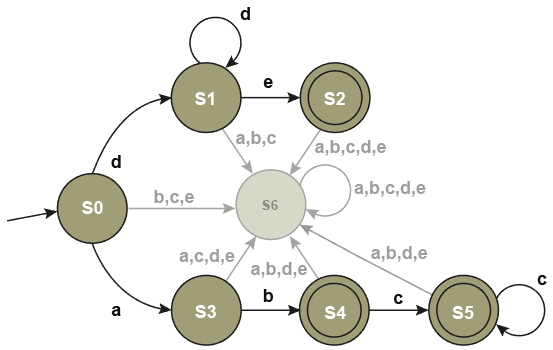 d
S1
e
S2
a,b,c
a,b,c,d,e
d
S0
b,c,e
S6
a,b,c,d,e
a,c,d,e
a,b,d,e
a,b,d,e
a
S3
b
S4
c
S5
c